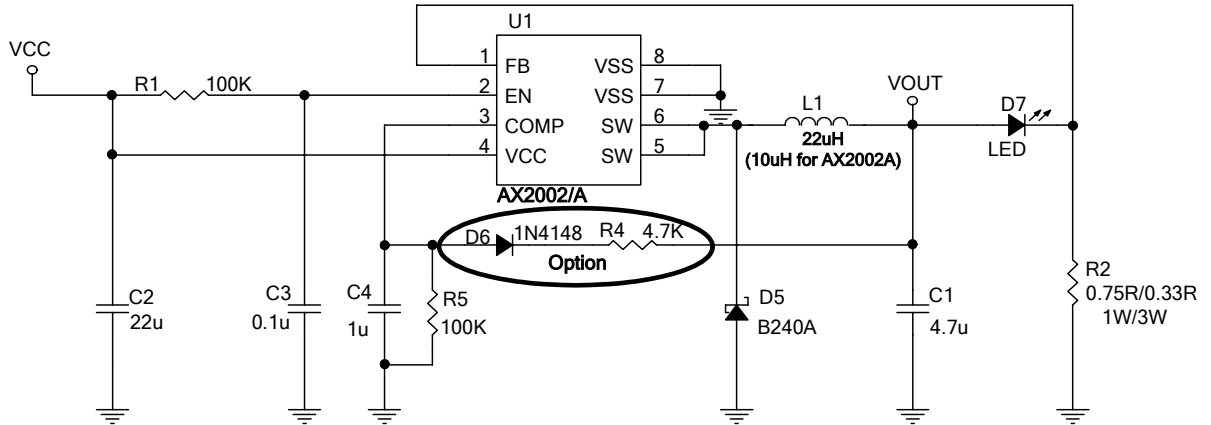 U1
VCC
VOUT
R1 100K
1 FB VSS 8
2 EN VSS 7
3 COMP SW 6
4 VCC SW 5
AX2002/A
L1
22uH
(10uH for AX2002A)
D7
LED
D6 1N4148 R4 4.7K
Option
C2
22u
C3
0.1u
C4
1u
R5
100K
D5
B240A
C1
4.7u
R2
0.75R/0.33R
1W/3W